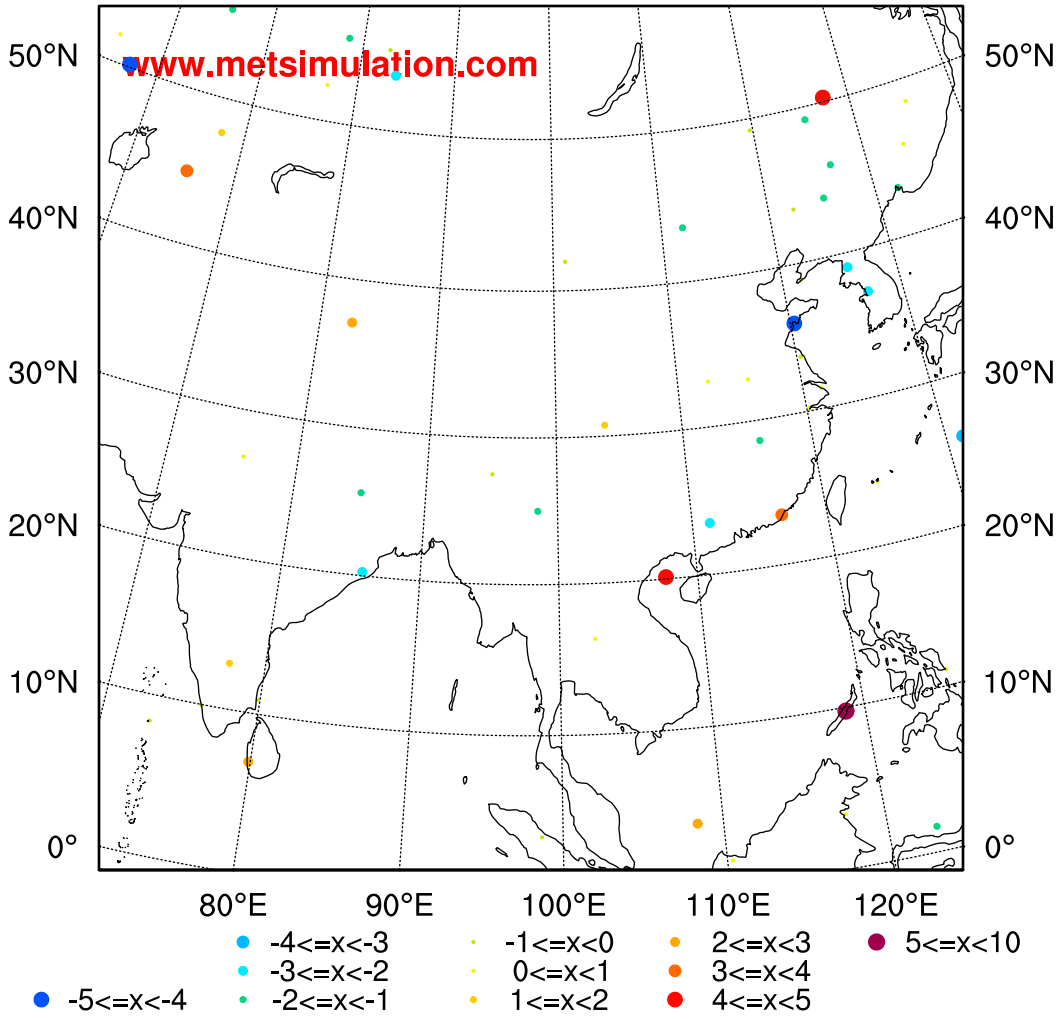 50°N 50°N
www.metsimulation.com
40°N 40°N
30°N 30°N
20°N 20°N
10°N 10°N
0° 0°
80°E 90°E 100°E 110°E 120°E
-4<=x<-3 -1<=x<0 2<=x<3 5<=x<10
-3<=x<-2 0<=x<1 3<=x<4
-5<=x<-4 -2<=x<-1 1<=x<2 4<=x<5